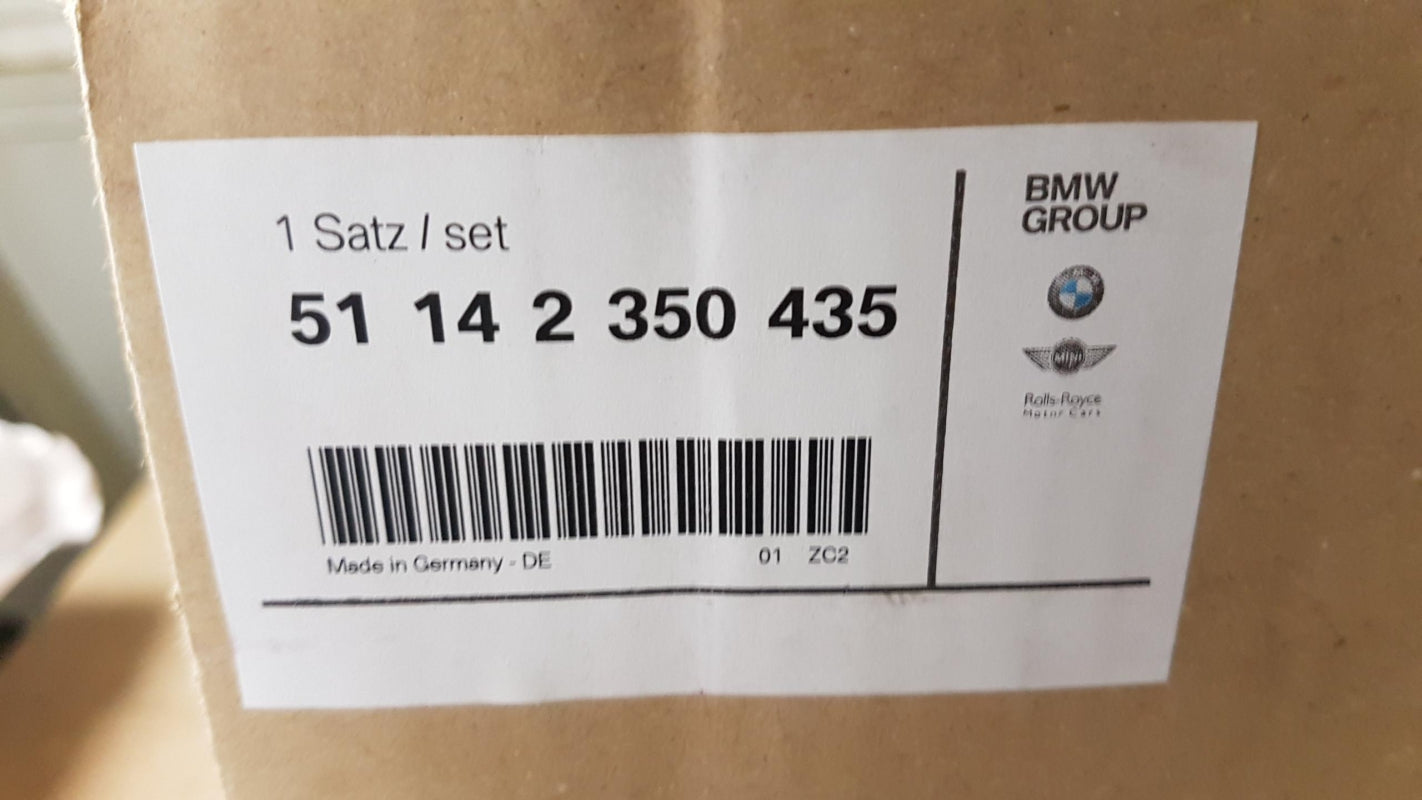 1 Satz / set
51 14 2 350 435
Made in Germany - DE 01 ZC2
BMW
GROUP
MINI
Rolls-Royce
Motor Cars